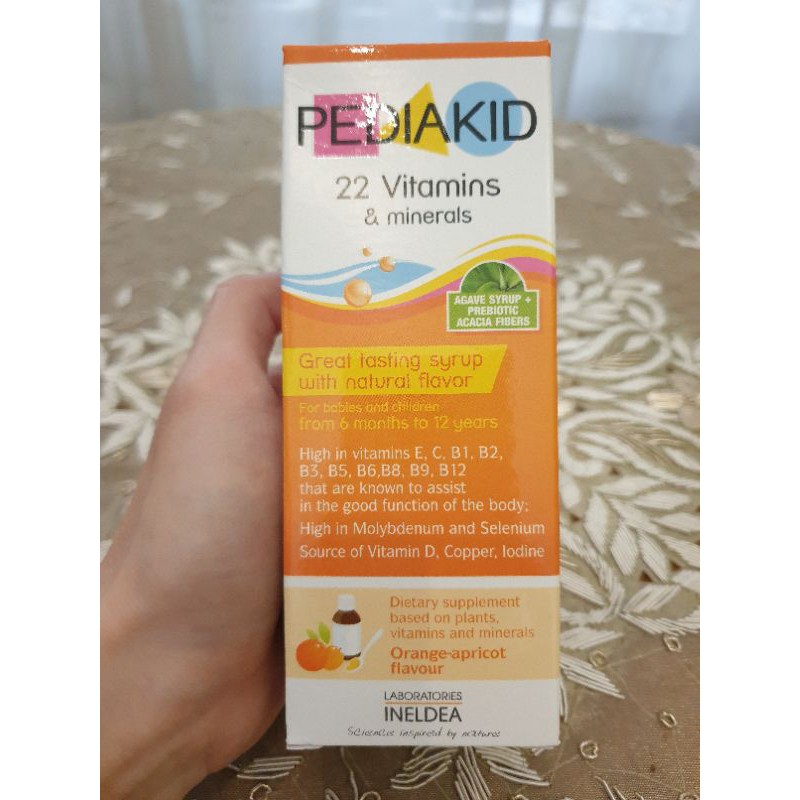 PEDIAKID
22 Vitamins
& minerals
AGAVE SYRUP +
PREBIOTIC
ACACIA FIBERS
Great tasting syrup
with natural flavor
For babies and children
from 6 months to 12 years
High in vitamins E, C, B1, B2,
B3, B5, B6,B8, B9, B12
that are known to assist
in the good function of the body;
High in Molybdenum and Selenium
Source of Vitamin D, Copper, Iodine
Dietary supplement
based on plants,
vitamins and minerals
Orange-apricot
flavour
LABORATORIES
INELDEA
Sciences inspired by nature